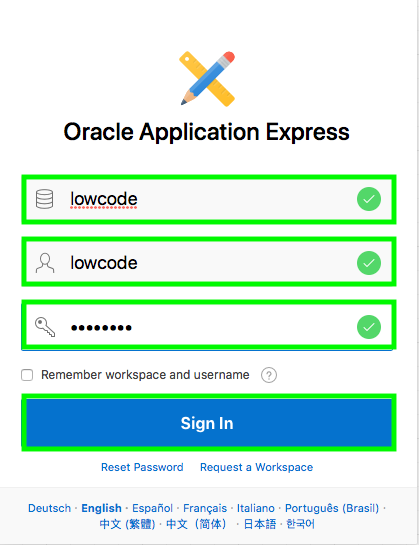 Oracle Application Express
lowcode
lowcode
••••••••
Remember workspace and username ?
Sign In
Reset Password Request a Workspace
Deutsch · English · Español · Français · Italiano · Português (Brasil) ·
中文 (繁體) · 中文（简体） · 日本語 · 한국어